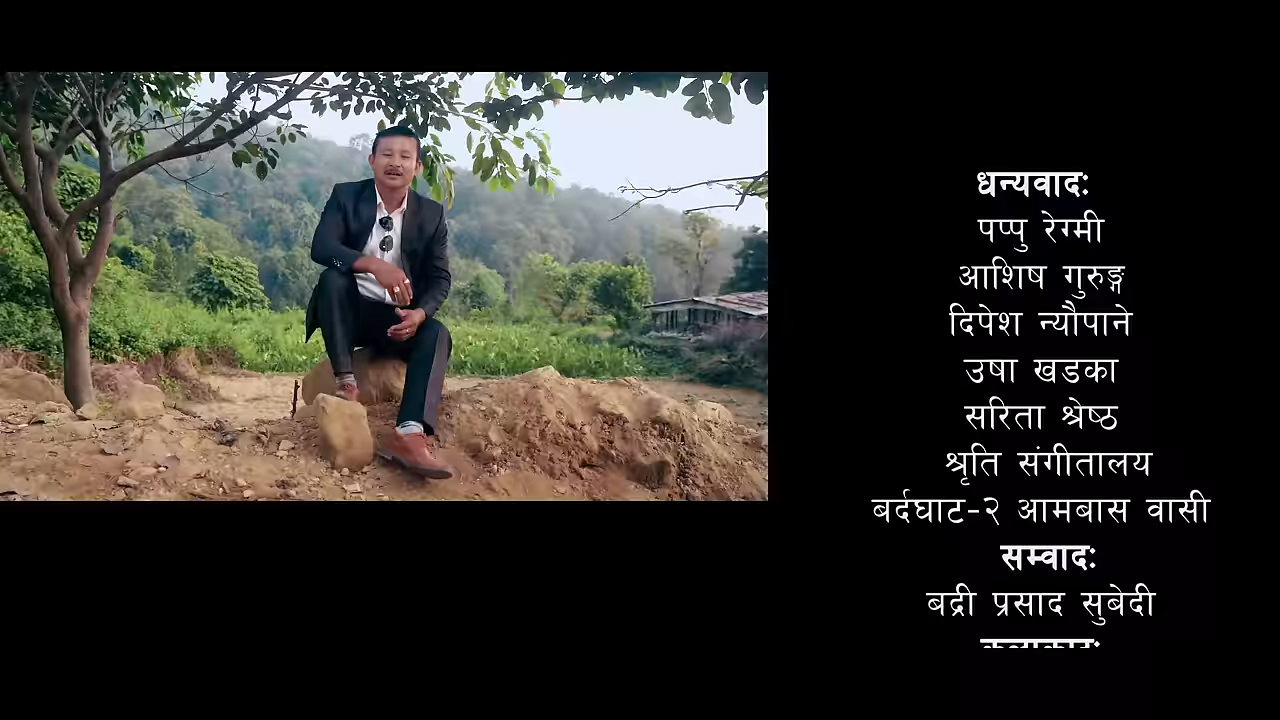 धन्यवादः
पप्पु रेग्मी
आशिष गुरुङ्ग
दिपेश न्यौपाने
उषा खडका
सरिता श्रेष्ठ
श्रृति संगीतालय
बर्दघाट-२ आमबास वासी
सम्वादः
बद्री प्रसाद सुबेदी